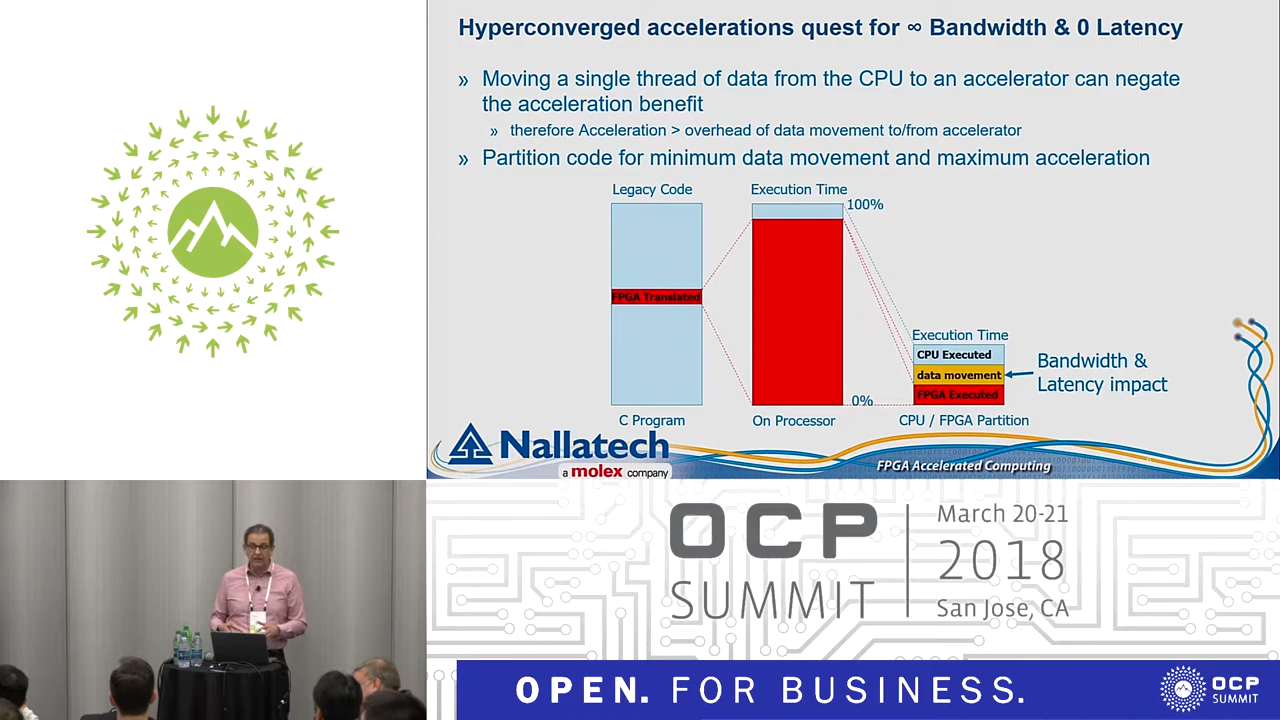 Hyperconverged accelerations quest for ∞ Bandwidth & 0 Latency
» Moving a single thread of data from the CPU to an accelerator can negate
the acceleration benefit
» therefore Acceleration > overhead of data movement to/from accelerator
» Partition code for minimum data movement and maximum acceleration
Legacy Code
Execution Time
100%
FPGA Translated
Execution Time
CPU Executed
data movement
FPGA Executed
Bandwidth &
Latency impact
0%
C Program
On Processor
CPU / FPGA Partition
Nallatech
a molex company
FPGA Accelerated Computing
OCP
SUMMIT
March 20-21
2018
San Jose, CA
OPEN. FOR BUSINESS.
OCP
SUMMIT